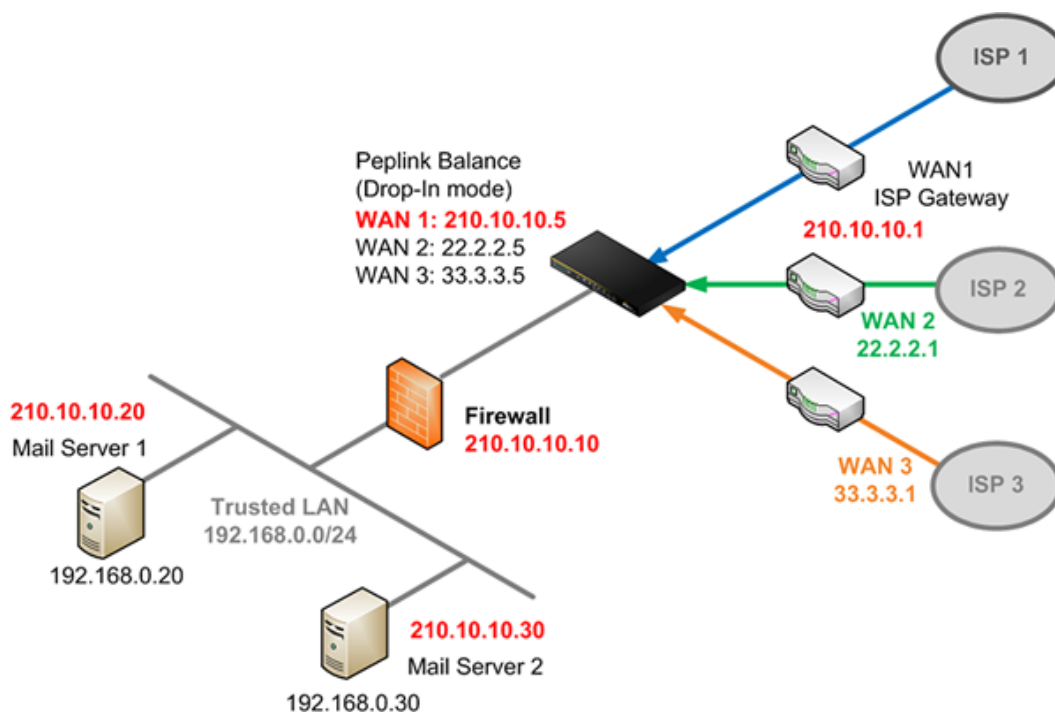 ISP 1
Peplink Balance
(Drop-In mode)
WAN 1: 210.10.10.5
WAN 2: 22.2.2.5
WAN 3: 33.3.3.5
WAN1
ISP Gateway
210.10.10.1
ISP 2
WAN 2
22.2.2.1
Firewall
210.10.10.10
210.10.10.20
Mail Server 1
192.168.0.20
Trusted LAN
192.168.0.0/24
WAN 3
33.3.3.1
ISP 3
210.10.10.30
Mail Server 2
192.168.0.30